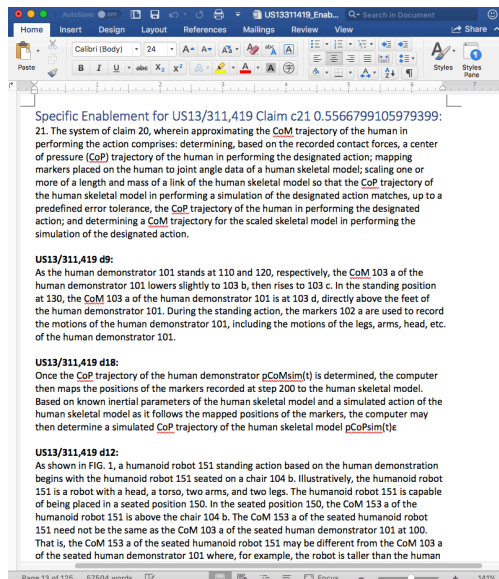 AutoSave OFF US13311419_Enab... Search in Document
Home Insert Design Layout References Mailings Review View Share
Calibri (Body) 24 A A Aa A
Paste B I U abc X₂ X² A A A Styles Styles Pane
1 2 3 4 5 6 7
Specific Enablement for US13/311,419 Claim c21 0.5566799105979399:
21. The system of claim 20, wherein approximating the CoM trajectory of the human in
performing the action comprises: determining, based on the recorded contact forces, a center
of pressure (CoP) trajectory of the human in performing the designated action; mapping
markers placed on the human to joint angle data of a human skeletal model; scaling one or
more of a length and mass of a link of the human skeletal model so that the CoP trajectory of
the human skeletal model in performing a simulation of the designated action matches, up to a
predefined error tolerance, the CoP trajectory of the human in performing the designated
action; and determining a CoM trajectory for the scaled skeletal model in performing the
simulation of the designated action.
US13/311,419 d9:
As the human demonstrator 101 stands at 110 and 120, respectively, the CoM 103 a of the
human demonstrator 101 lowers slightly to 103 b, then rises to 103 c. In the standing position
at 130, the CoM 103 a of the human demonstrator 101 is at 103 d, directly above the feet of
the human demonstrator 101. During the standing action, the markers 102 a are used to record
the motions of the human demonstrator 101, including the motions of the legs, arms, head, etc.
of the human demonstrator 101.
US13/311,419 d18:
Once the CoP trajectory of the human demonstrator pCoMsim(t) is determined, the computer
then maps the positions of the markers recorded at step 200 to the human skeletal model.
Based on known inertial parameters of the human skeletal model and a simulated action of the
human skeletal model as it follows the mapped positions of the markers, the computer may
then determine a simulated CoP trajectory of the human skeletal model pCoPsim(t)ε
US13/311,419 d12:
As shown in FIG. 1, a humanoid robot 151 standing action based on the human demonstration
begins with the humanoid robot 151 seated on a chair 104 b. Illustratively, the humanoid robot
151 is a robot with a head, a torso, two arms, and two legs. The humanoid robot 151 is capable
of being placed in a seated position 150. In the seated position 150, the CoM 153 a of the
humanoid robot 151 is above the chair 104 b. The CoM 153 a of the seated humanoid robot
151 need not be the same as the CoM 103 a of the seated human demonstrator 101 at 100.
That is, the CoM 153 a of the seated humanoid robot 151 may be different from the CoM 103 a
of the seated human demonstrator 101 where, for example, the robot is taller than the human
Page 13 of 125 57504 words Focus 141%